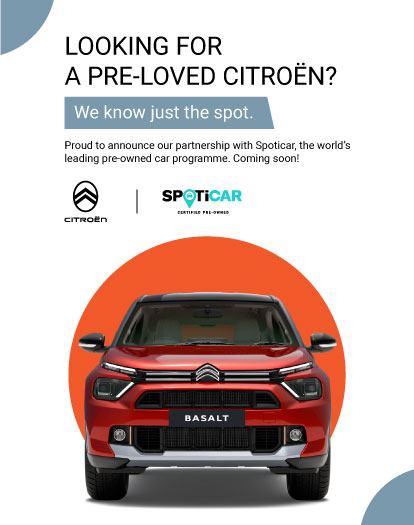 LOOKING FOR
A PRE-LOVED CITROËN?
We know just the spot.
Proud to announce our partnership with Spoticar, the world's
leading pre-owned car programme. Coming soon!
CITROËN
SPOTiCAR
CERTIFIED PRE-OWNED
BASALT